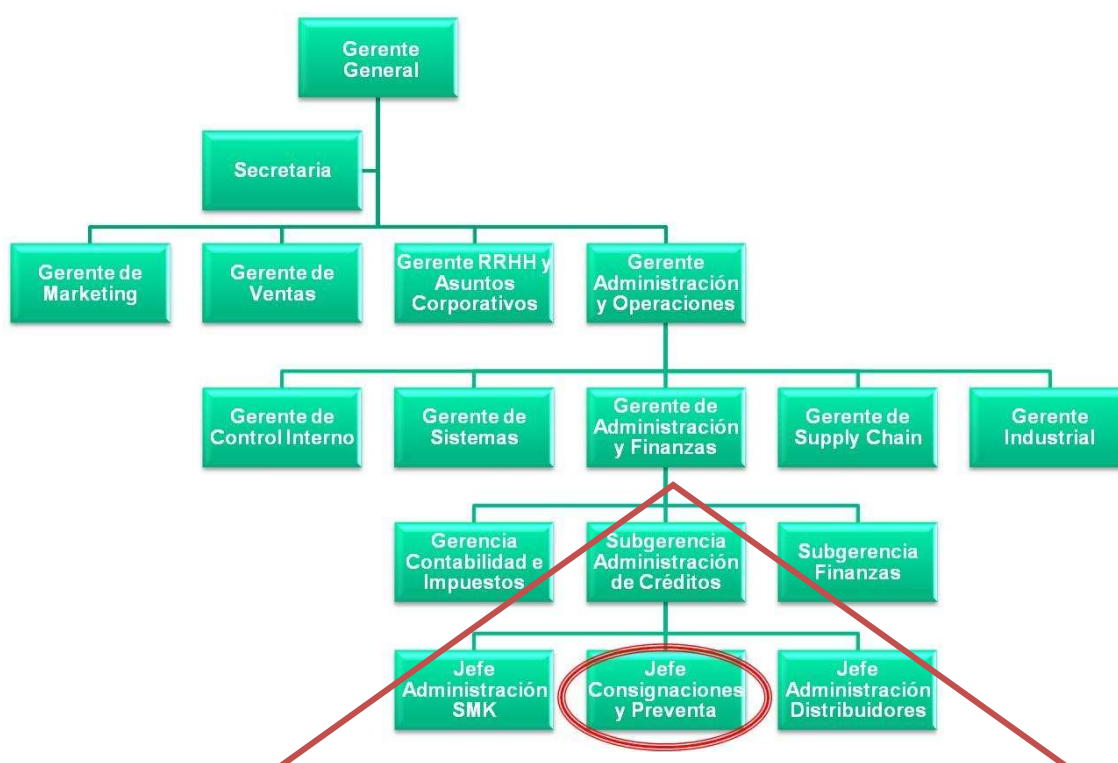 Gerente
General
Secretaria
Gerente de
Marketing
Gerente de
Ventas
Gerente RRHH y
Asuntos
Corporativos
Gerente
Administración
y Operaciones
Gerente de
Control Interno
Gerente de
Sistemas
Gerente de
Administración
y Finanzas
Gerente de
Supply Chain
Gerente
Industrial
Gerencia
Contabilidad e
Impuestos
Subgerencia
Administración
de Créditos
Subgerencia
Finanzas
Jefe
Administración
SMK
Jefe
Consignaciones
y Preventa
Jefe
Administración
Distribuidores